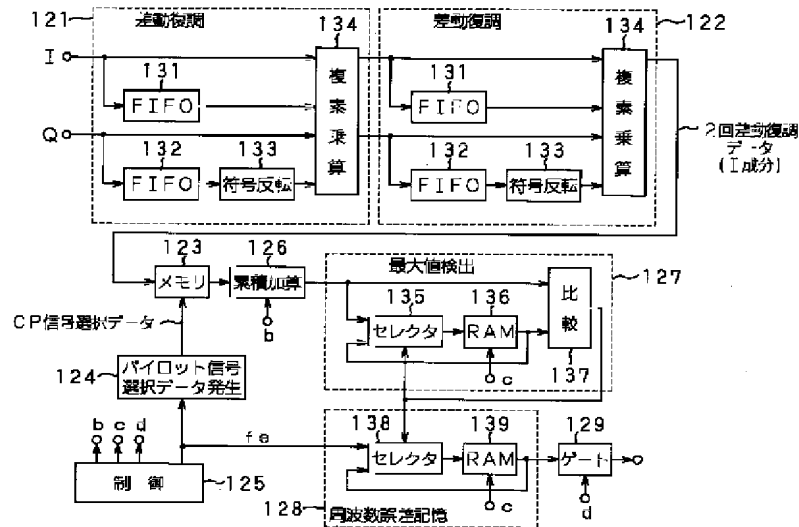 121
差動復調
134
差動復調
134
122
I
131
FIFO
複素乗算
131
FIFO
複素乗算
Q
132
133
FIFO
符号反転
132
133
FIFO
符号反転
2回差動復調
データ
(I成分)
123
126
メモリ
累積加算
b
最大値検出
127
135
136
セレクタ
RAM
比較
c
137
CP信号選択データ
124
パイロット信号
選択データ発生
b c d
fe
制御
125
138
139
129
セレクタ
RAM
ゲート
c
d
128
周波数誤差記憶